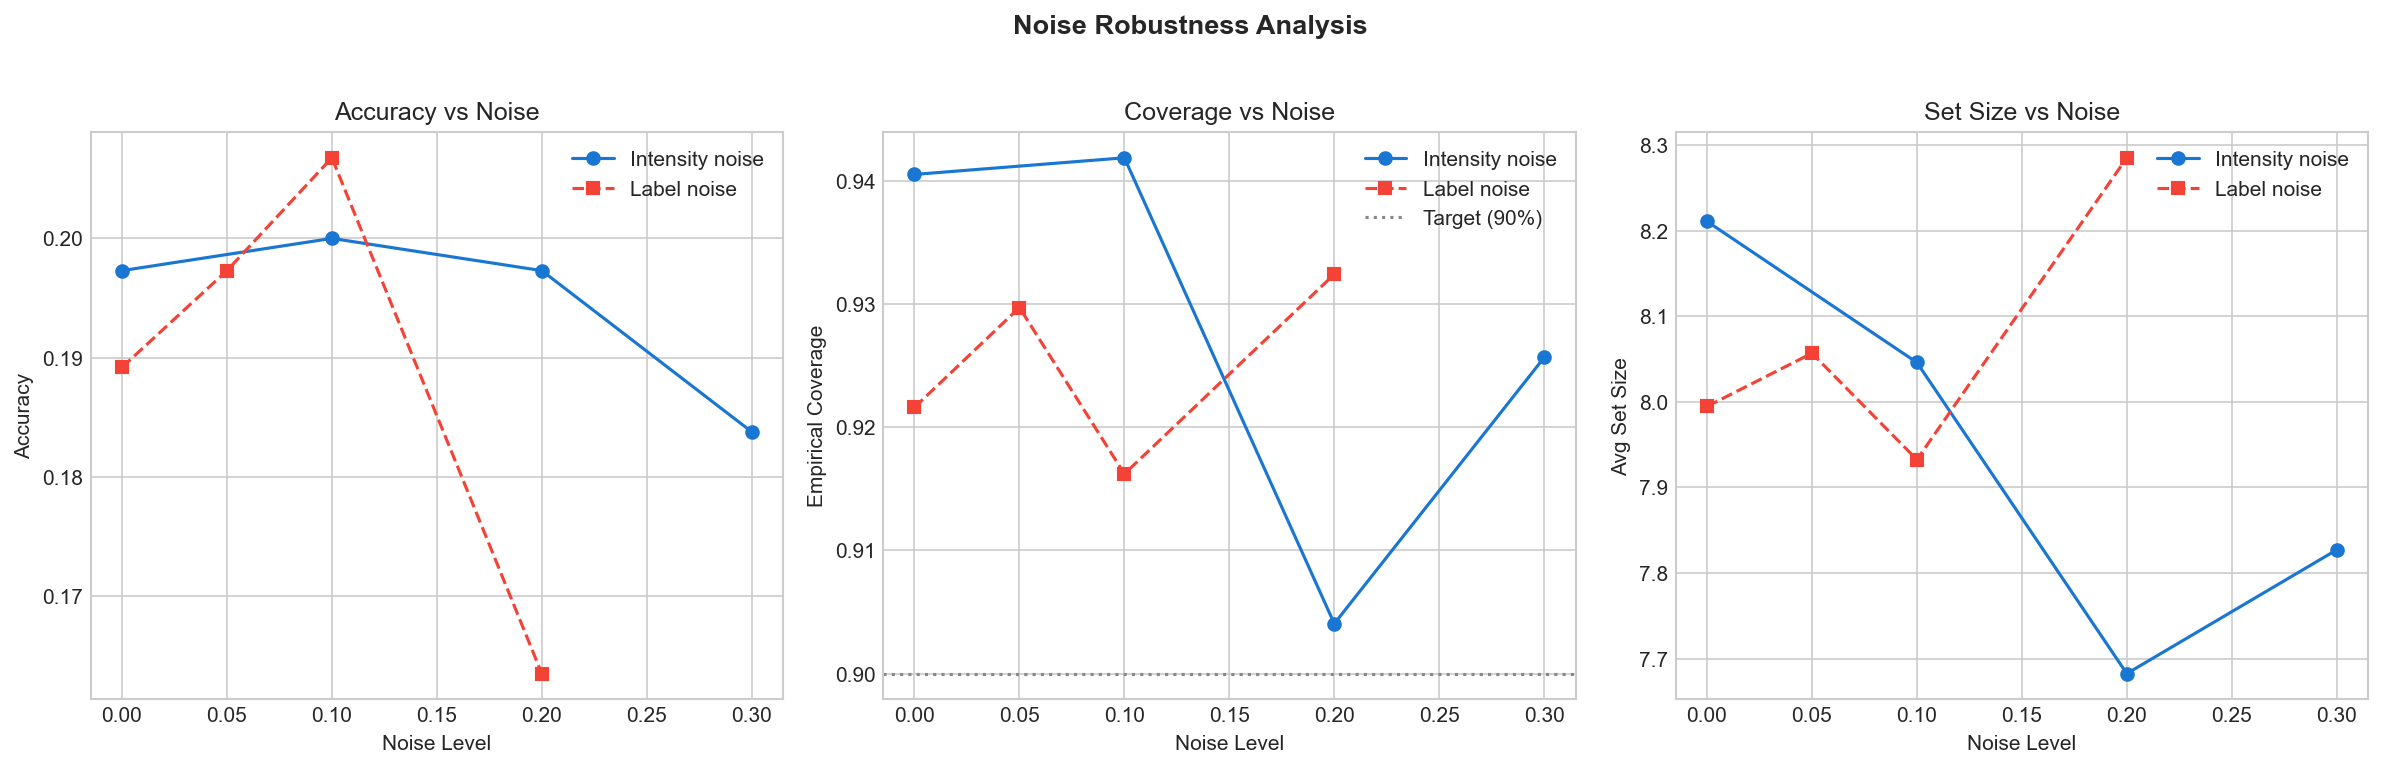 Noise Robustness Analysis
Accuracy vs Noise
Intensity noise
Label noise
0.20
0.19
0.18
0.17
Accuracy
0.00 0.05 0.10 0.15 0.20 0.25 0.30
Noise Level
Coverage vs Noise
Intensity noise
Label noise
Target (90%)
0.94
0.93
0.92
0.91
0.90
Empirical Coverage
0.00 0.05 0.10 0.15 0.20 0.25 0.30
Noise Level
Set Size vs Noise
Intensity noise
Label noise
8.3
8.2
8.1
8.0
7.9
7.8
7.7
Avg Set Size
0.00 0.05 0.10 0.15 0.20 0.25 0.30
Noise Level